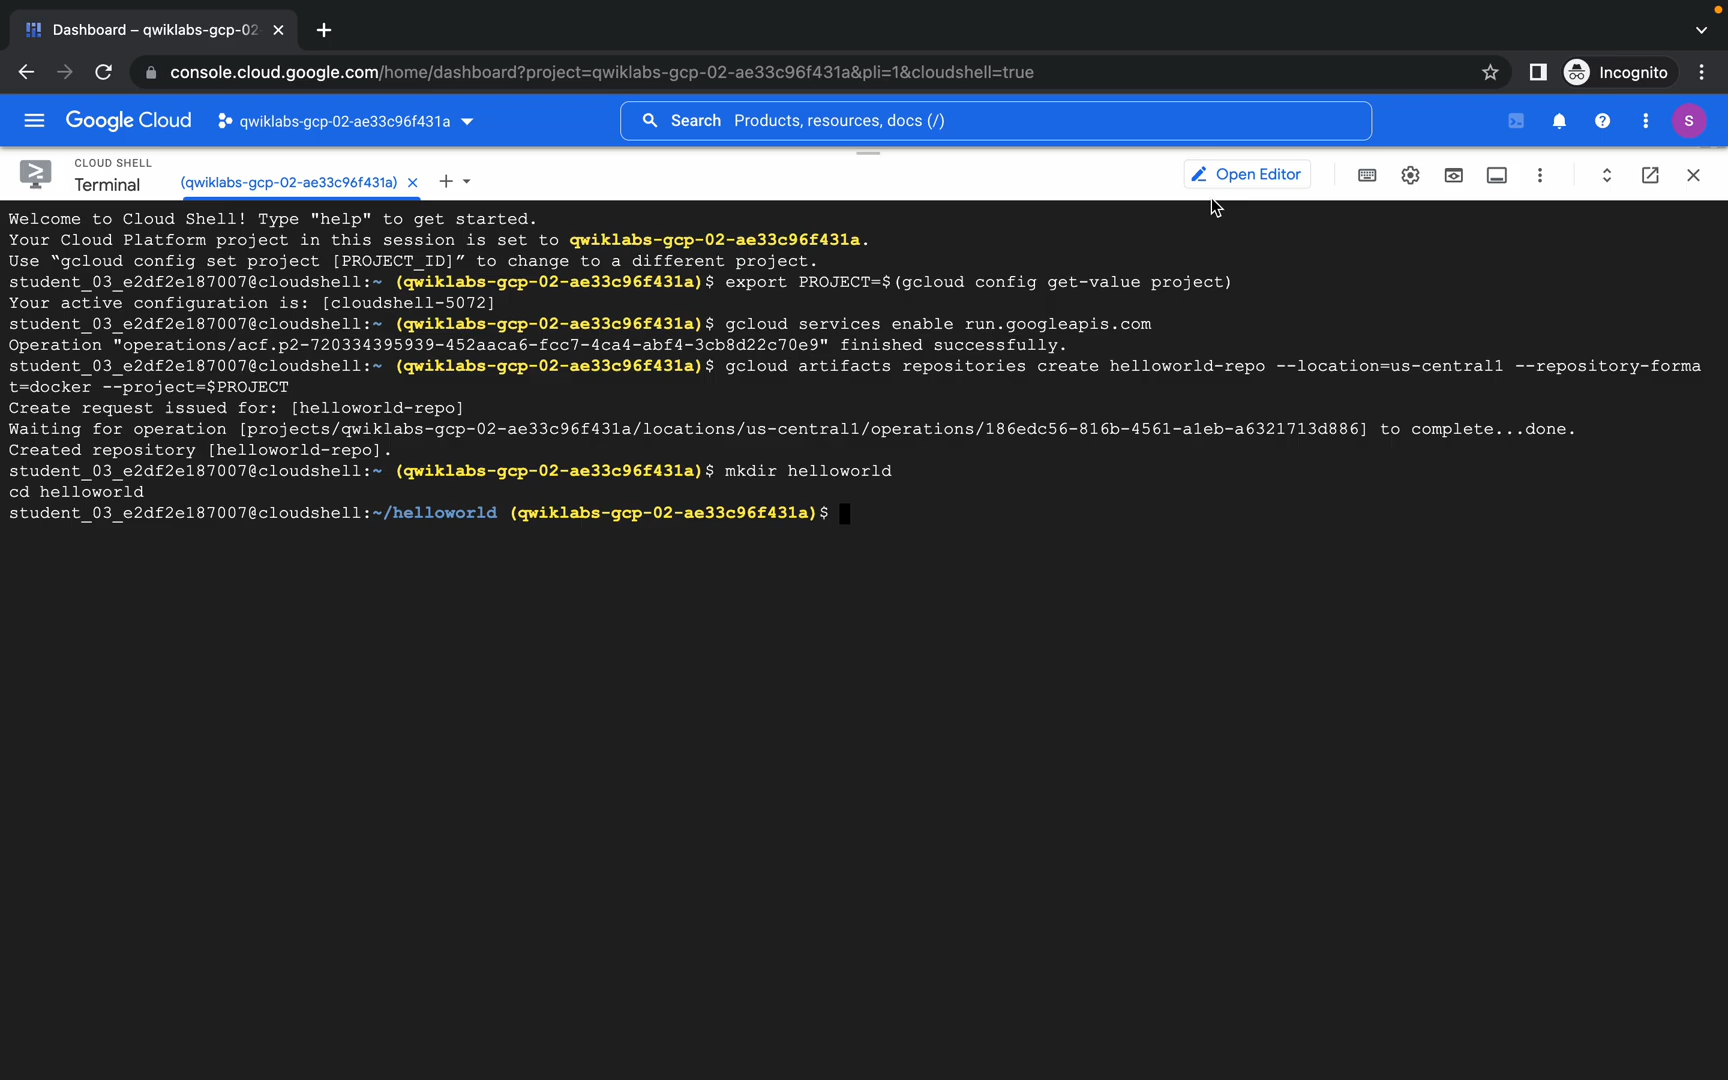 Dashboard – qwiklabs-gcp-02
console.cloud.google.com/home/dashboard?project=qwiklabs-gcp-02-ae33c96f431a&pli=1&cloudshell=true
Incognito
Google Cloud
qwiklabs-gcp-02-ae33c96f431a
Search Products, resources, docs (/)
S
CLOUD SHELL
Terminal
(qwiklabs-gcp-02-ae33c96f431a)
Open Editor
Welcome to Cloud Shell! Type "help" to get started.
Your Cloud Platform project in this session is set to qwiklabs-gcp-02-ae33c96f431a.
Use “gcloud config set project [PROJECT_ID]” to change to a different project.
student_03_e2df2e187007@cloudshell:~ (qwiklabs-gcp-02-ae33c96f431a)$ export PROJECT=$(gcloud config get-value project)
Your active configuration is: [cloudshell-5072]
student_03_e2df2e187007@cloudshell:~ (qwiklabs-gcp-02-ae33c96f431a)$ gcloud services enable run.googleapis.com
Operation "operations/acf.p2-720334395939-452aaca6-fcc7-4ca4-abf4-3cb8d22c70e9" finished successfully.
student_03_e2df2e187007@cloudshell:~ (qwiklabs-gcp-02-ae33c96f431a)$ gcloud artifacts repositories create helloworld-repo --location=us-central1 --repository-forma
t=docker --project=$PROJECT
Create request issued for: [helloworld-repo]
Waiting for operation [projects/qwiklabs-gcp-02-ae33c96f431a/locations/us-central1/operations/186edc56-816b-4561-a1eb-a6321713d886] to complete...done.
Created repository [helloworld-repo].
student_03_e2df2e187007@cloudshell:~ (qwiklabs-gcp-02-ae33c96f431a)$ mkdir helloworld
cd helloworld
student_03_e2df2e187007@cloudshell:~/helloworld (qwiklabs-gcp-02-ae33c96f431a)$